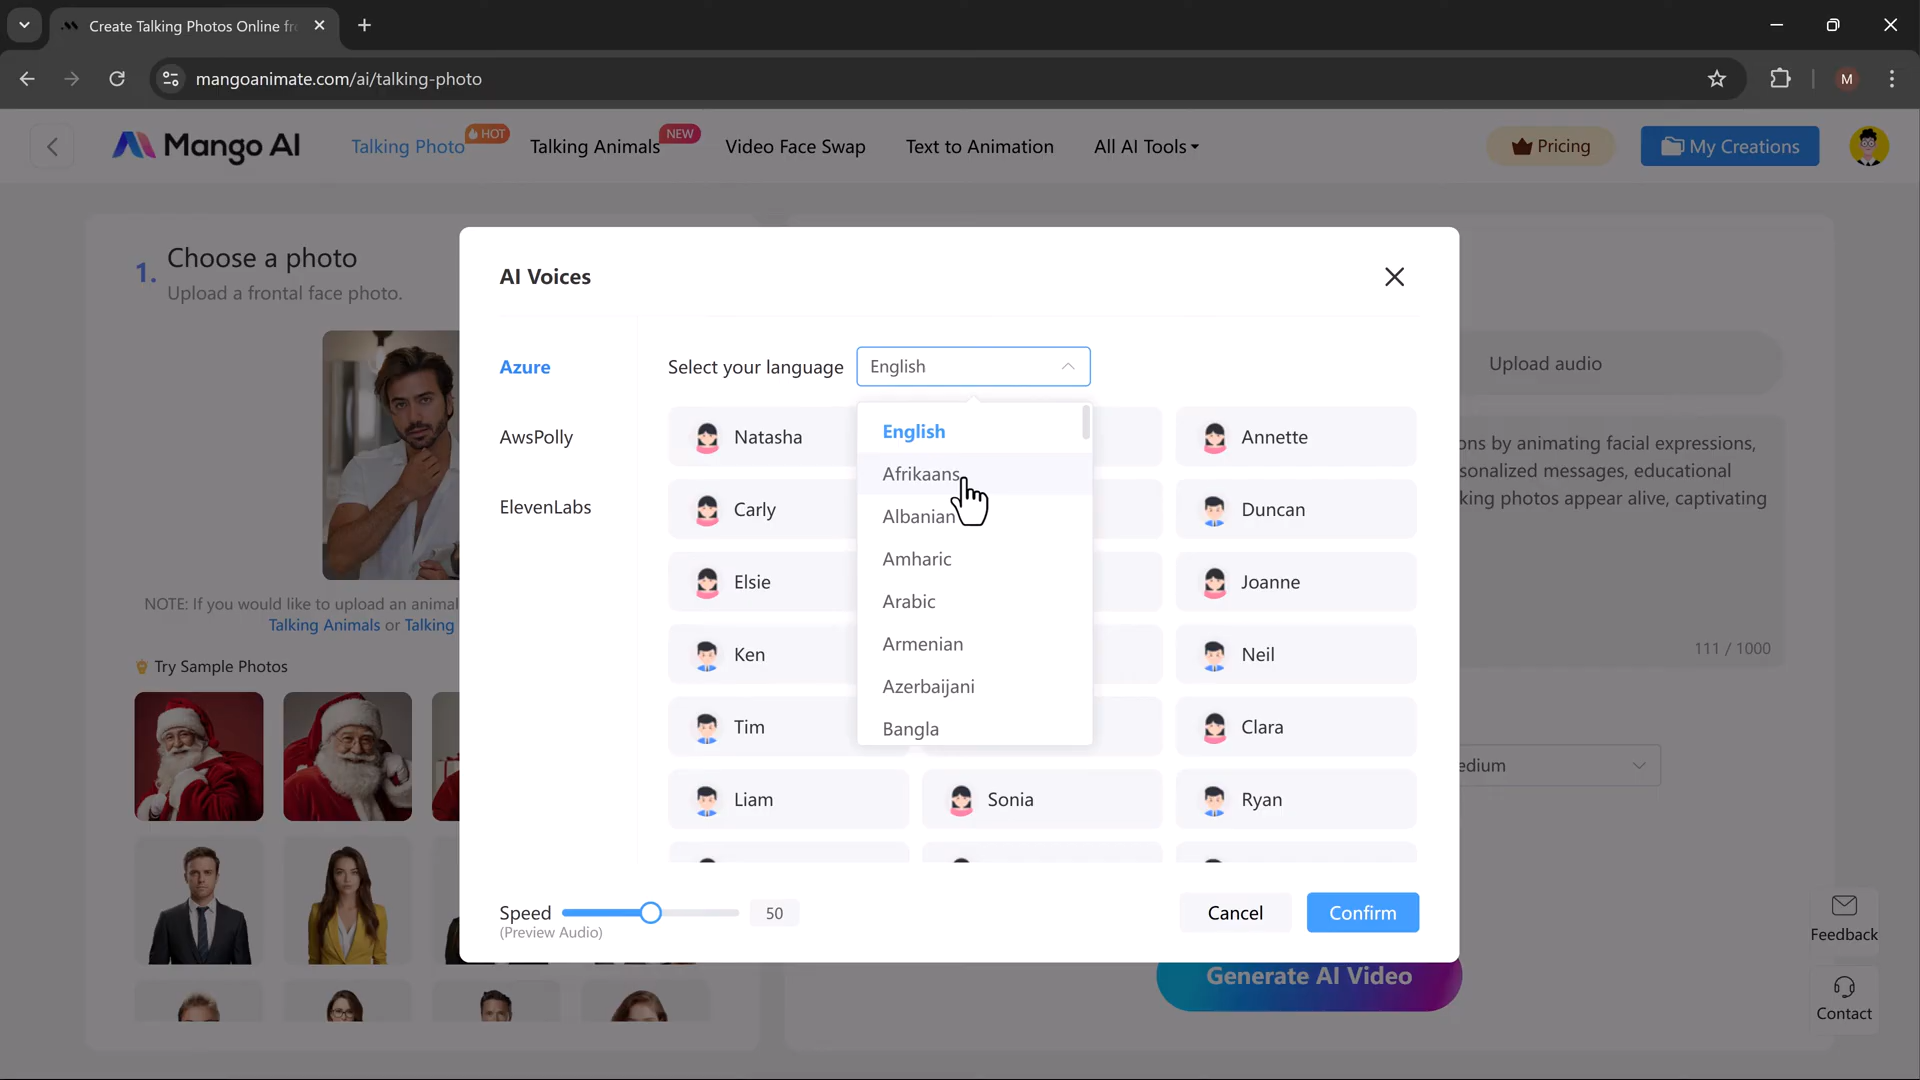 Create Talking Photos Online fr
mangoanimate.com/ai/talking-photo
M
Mango AI
Talking Photo
HOT
Talking Animals
NEW
Video Face Swap
Text to Animation
All AI Tools
Pricing
My Creations
1.
Choose a photo
Upload a frontal face photo.
NOTE: If you would like to upload an animal
Talking Animals or Talking
Try Sample Photos
AI Voices
Azure
AwsPolly
ElevenLabs
Select your language
English
English
Afrikaans
Albanian
Amharic
Arabic
Armenian
Azerbaijani
Bangla
Natasha
Annette
Carly
Duncan
Elsie
Joanne
Ken
Neil
Tim
Clara
Liam
Sonia
Ryan
Speed
50
(Preview Audio)
Cancel
Confirm
Upload audio
ns by animating facial expressions,
sonalized messages, educational
king photos appear alive, captivating
111 / 1000
edium
Generate AI Video
Feedback
Contact